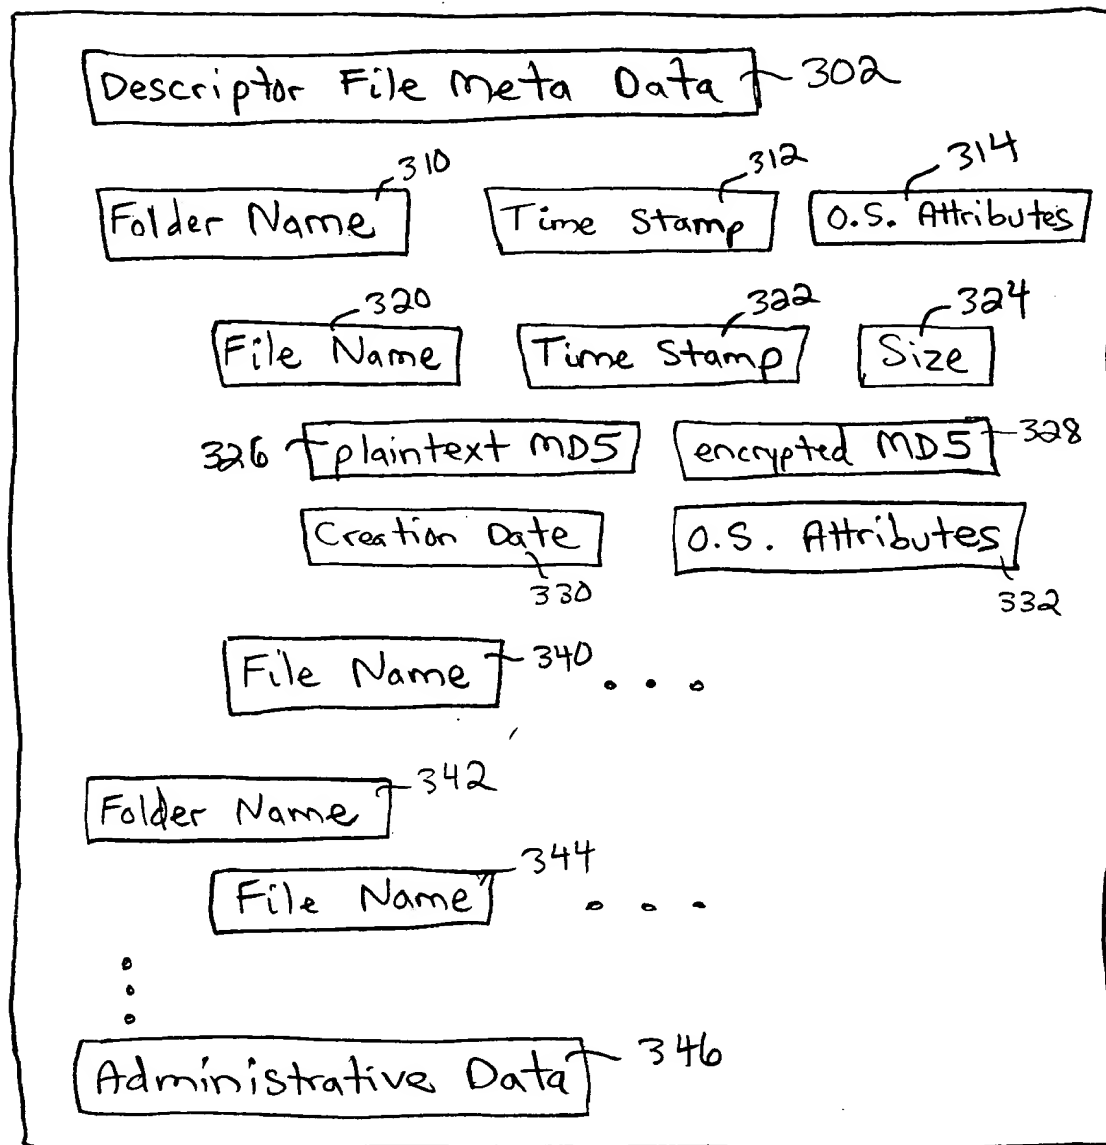 Descriptor File Meta Data 302
310 312 314
Folder Name Time Stamp O.S. Attributes
320 322 324
File Name Time Stamp Size
326 plaintext MD5 encrypted MD5 328
Creation Date O.S. Attributes
330 332
File Name 340 . . .
Folder Name 342
File Name 344 . . .
Administrative Data 346